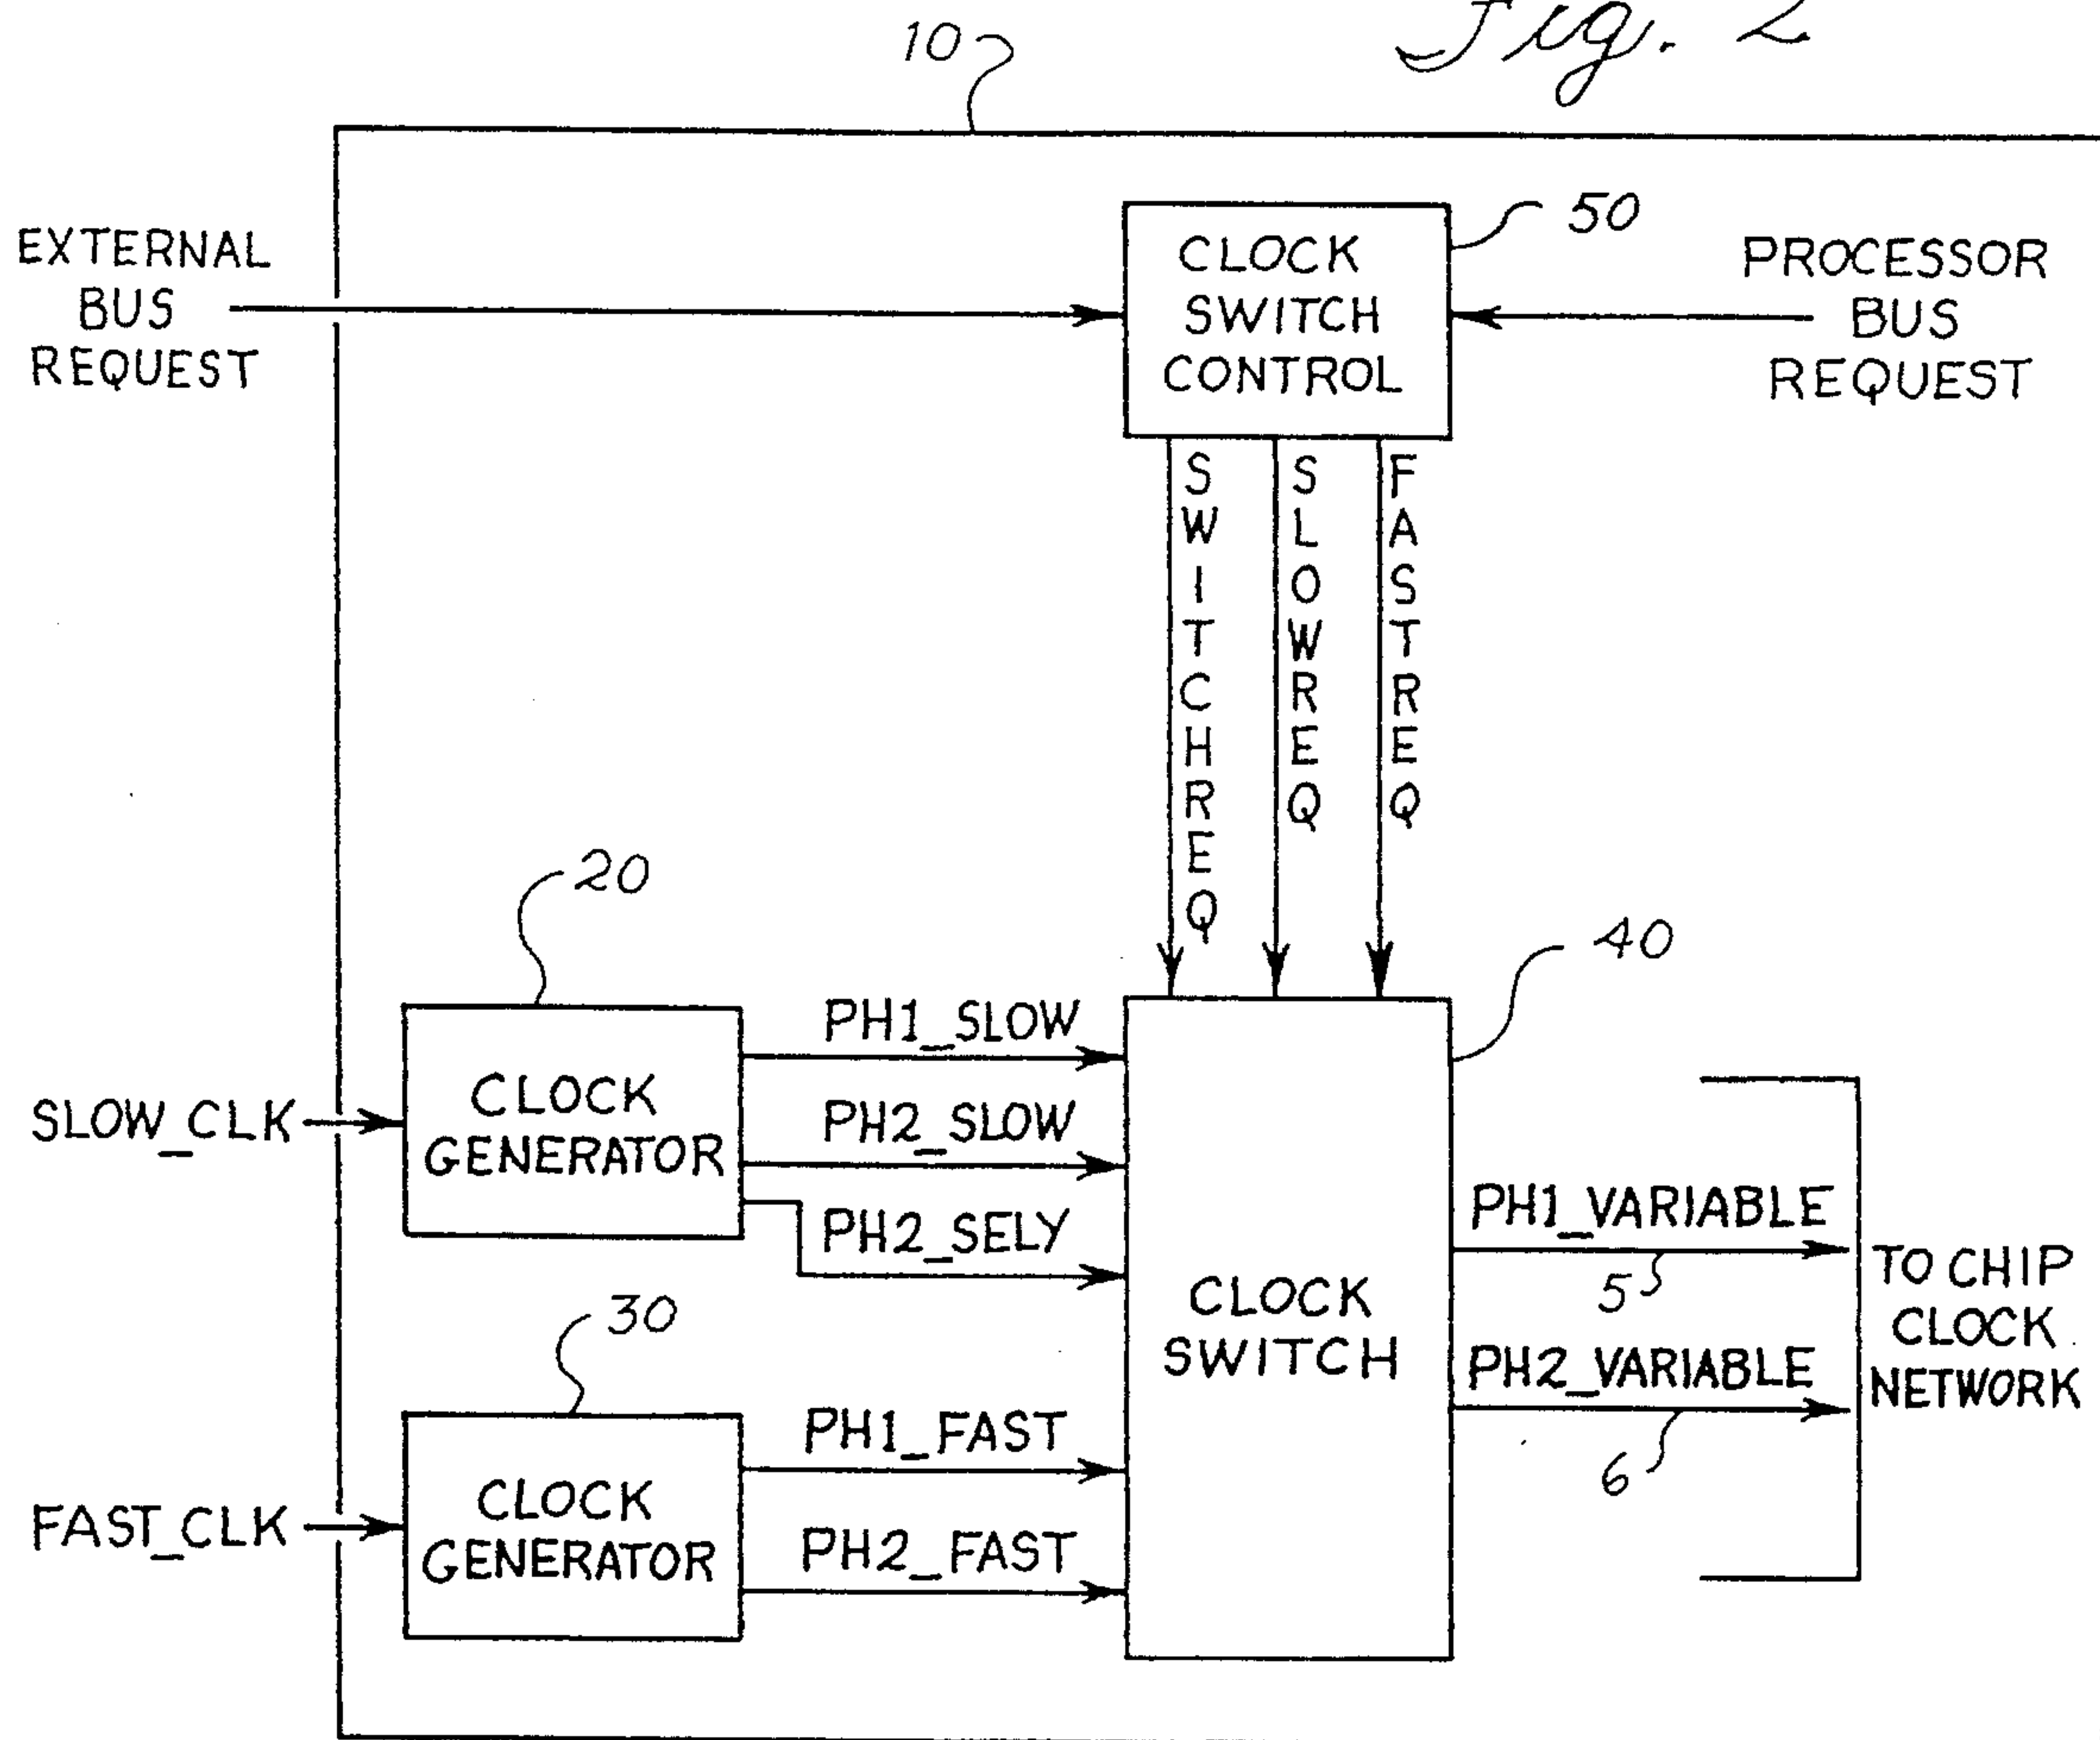 Fig. 2
10
EXTERNAL
BUS
REQUEST
CLOCK
SWITCH
CONTROL
50
PROCESSOR
BUS
REQUEST
SWITCHREQ
SLOWREQ
FASTREQ
20
40
SLOW_CLK
CLOCK
GENERATOR
PH1_SLOW
PH2_SLOW
PH2_SELY
30
FAST_CLK
CLOCK
GENERATOR
PH1_FAST
PH2_FAST
CLOCK
SWITCH
PH1_VARIABLE
5
PH2_VARIABLE
6
TO CHIP
CLOCK
NETWORK